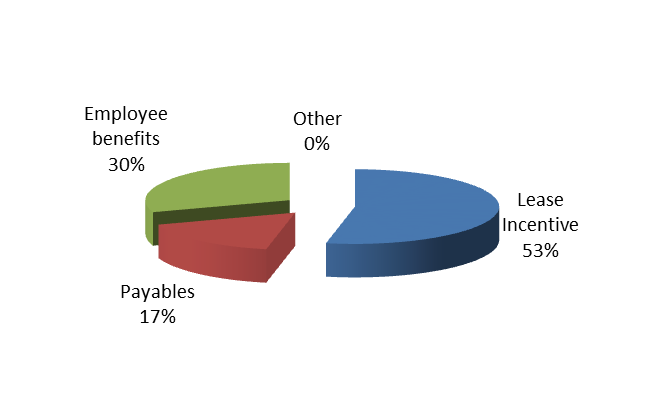 Employee
benefits
30%
Other
0%
Lease
Incentive
53%
Payables
17%